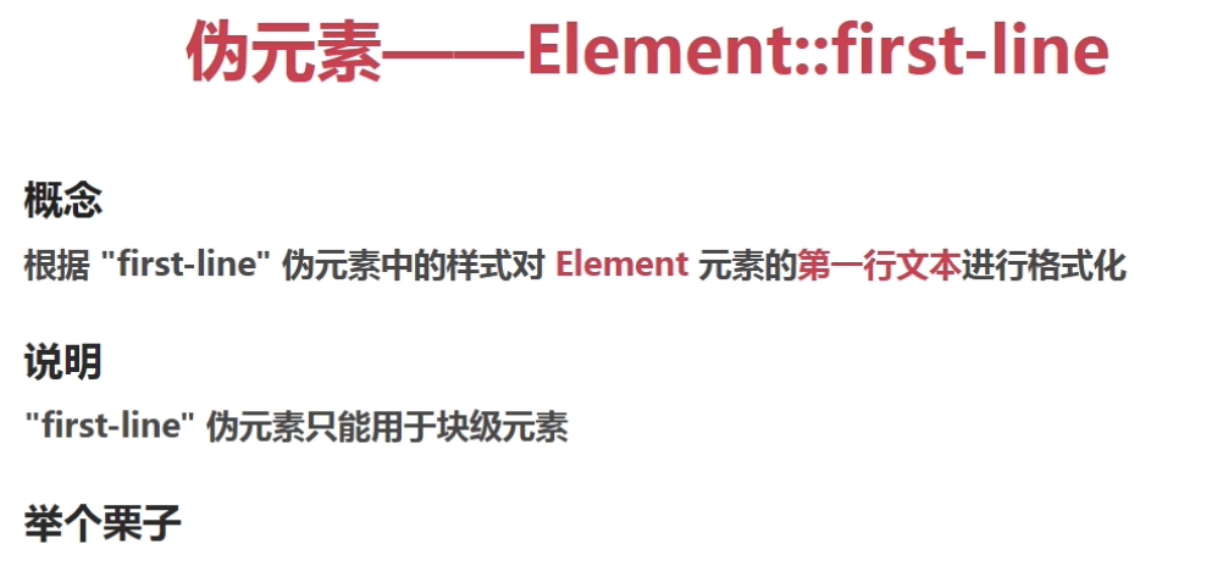 伪元素——Element::first-line
概念
根据 "first-line" 伪元素中的样式对 Element 元素的第一行文本进行格式化
说明
"first-line" 伪元素只能用于块级元素
举个栗子